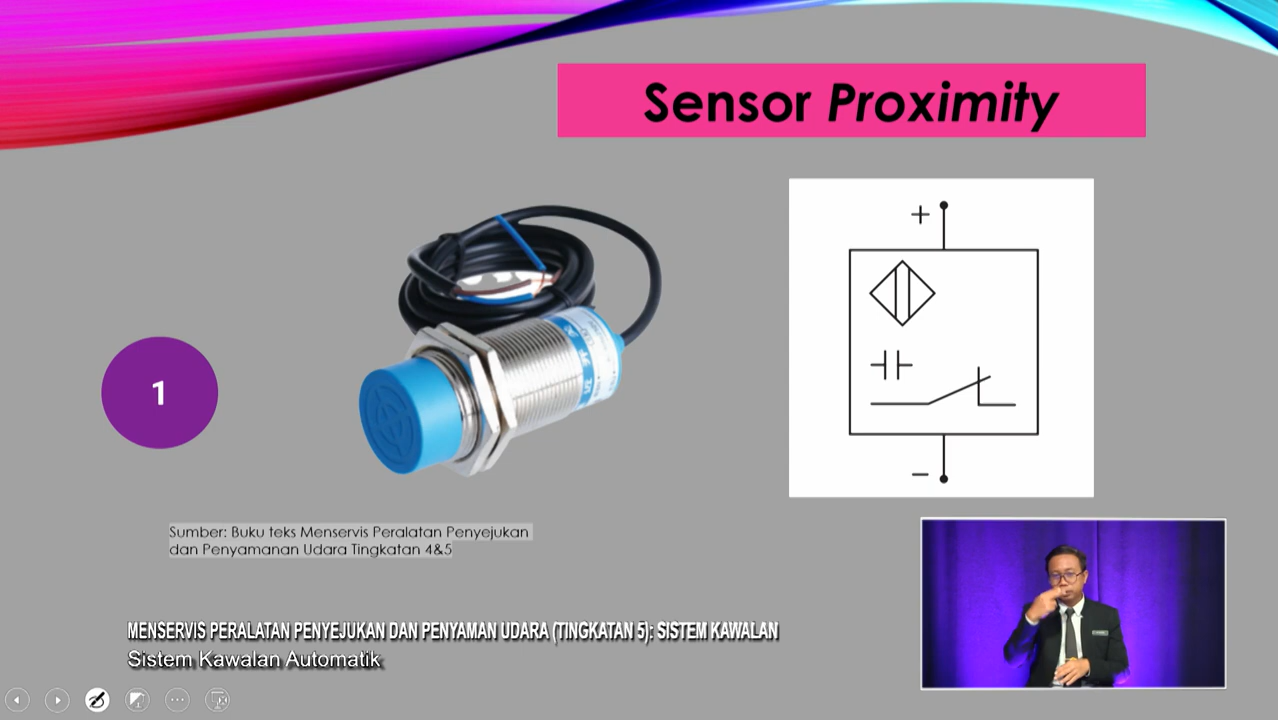 Sensor Proximity
+
1
−
Sumber: Buku teks Menservis Peralatan Penyejukan
dan Penyamanan Udara Tingkatan 4&5
MENSERVIS PERALATAN PENYEJUKAN DAN PENYAMAN UDARA (TINGKATAN 5): SISTEM KAWALAN
Sistem Kawalan Automatik